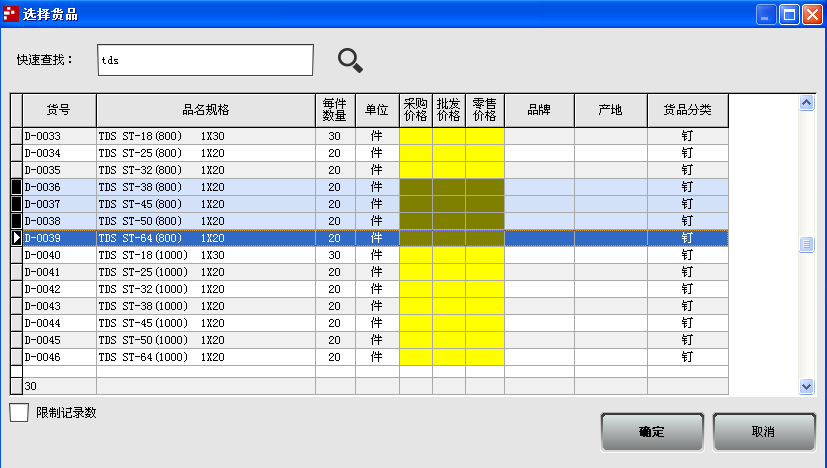 选择货品
快速查找： tds
货号 品名规格 每件数量 单位 采购价格 批发价格 零售价格 品牌 产地 货品分类
D-0033 TDS ST-18(800) 1X30 30 件 钉
D-0034 TDS ST-25(800) 1X20 20 件 钉
D-0035 TDS ST-32(800) 1X20 20 件 钉
D-0036 TDS ST-38(800) 1X20 20 件 钉
D-0037 TDS ST-45(800) 1X20 20 件 钉
D-0038 TDS ST-50(800) 1X20 20 件 钉
D-0039 TDS ST-64(800) 1X20 20 件 钉
D-0040 TDS ST-18(1000) 1X30 30 件 钉
D-0041 TDS ST-25(1000) 1X20 20 件 钉
D-0042 TDS ST-32(1000) 1X20 20 件 钉
D-0043 TDS ST-38(1000) 1X20 20 件 钉
D-0044 TDS ST-45(1000) 1X20 20 件 钉
D-0045 TDS ST-50(1000) 1X20 20 件 钉
D-0046 TDS ST-64(1000) 1X20 20 件 钉
30
限制记录数
确定 取消